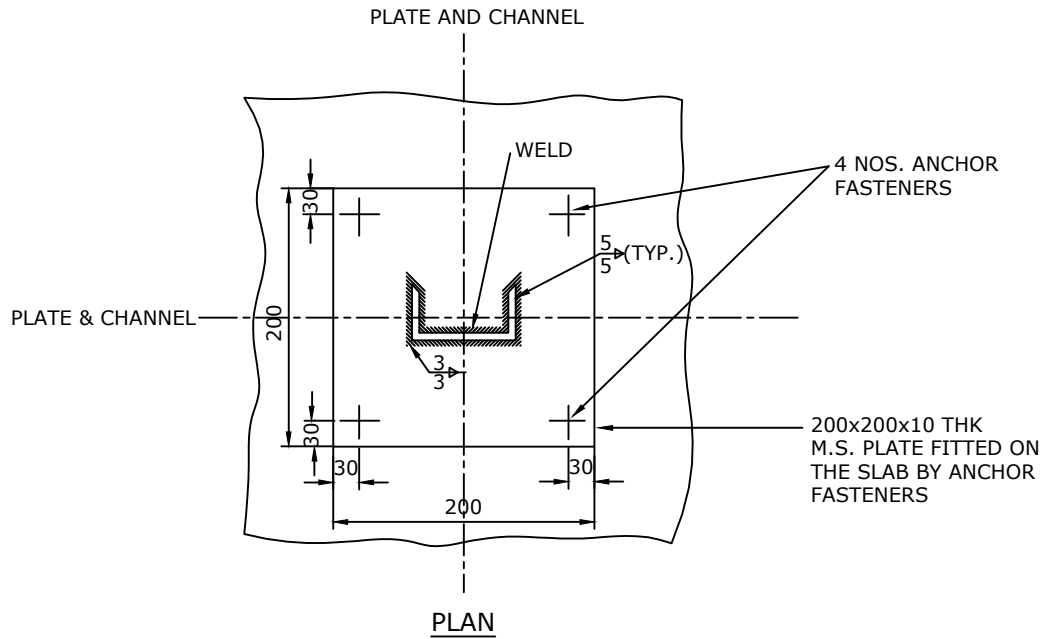 PLATE AND CHANNEL
WELD
4 NOS. ANCHOR
FASTENERS
30
5
5
(TYP.)
PLATE & CHANNEL
200
3
3
30
200x200x10 THK
M.S. PLATE FITTED ON
THE SLAB BY ANCHOR
FASTENERS
30
30
200
PLAN